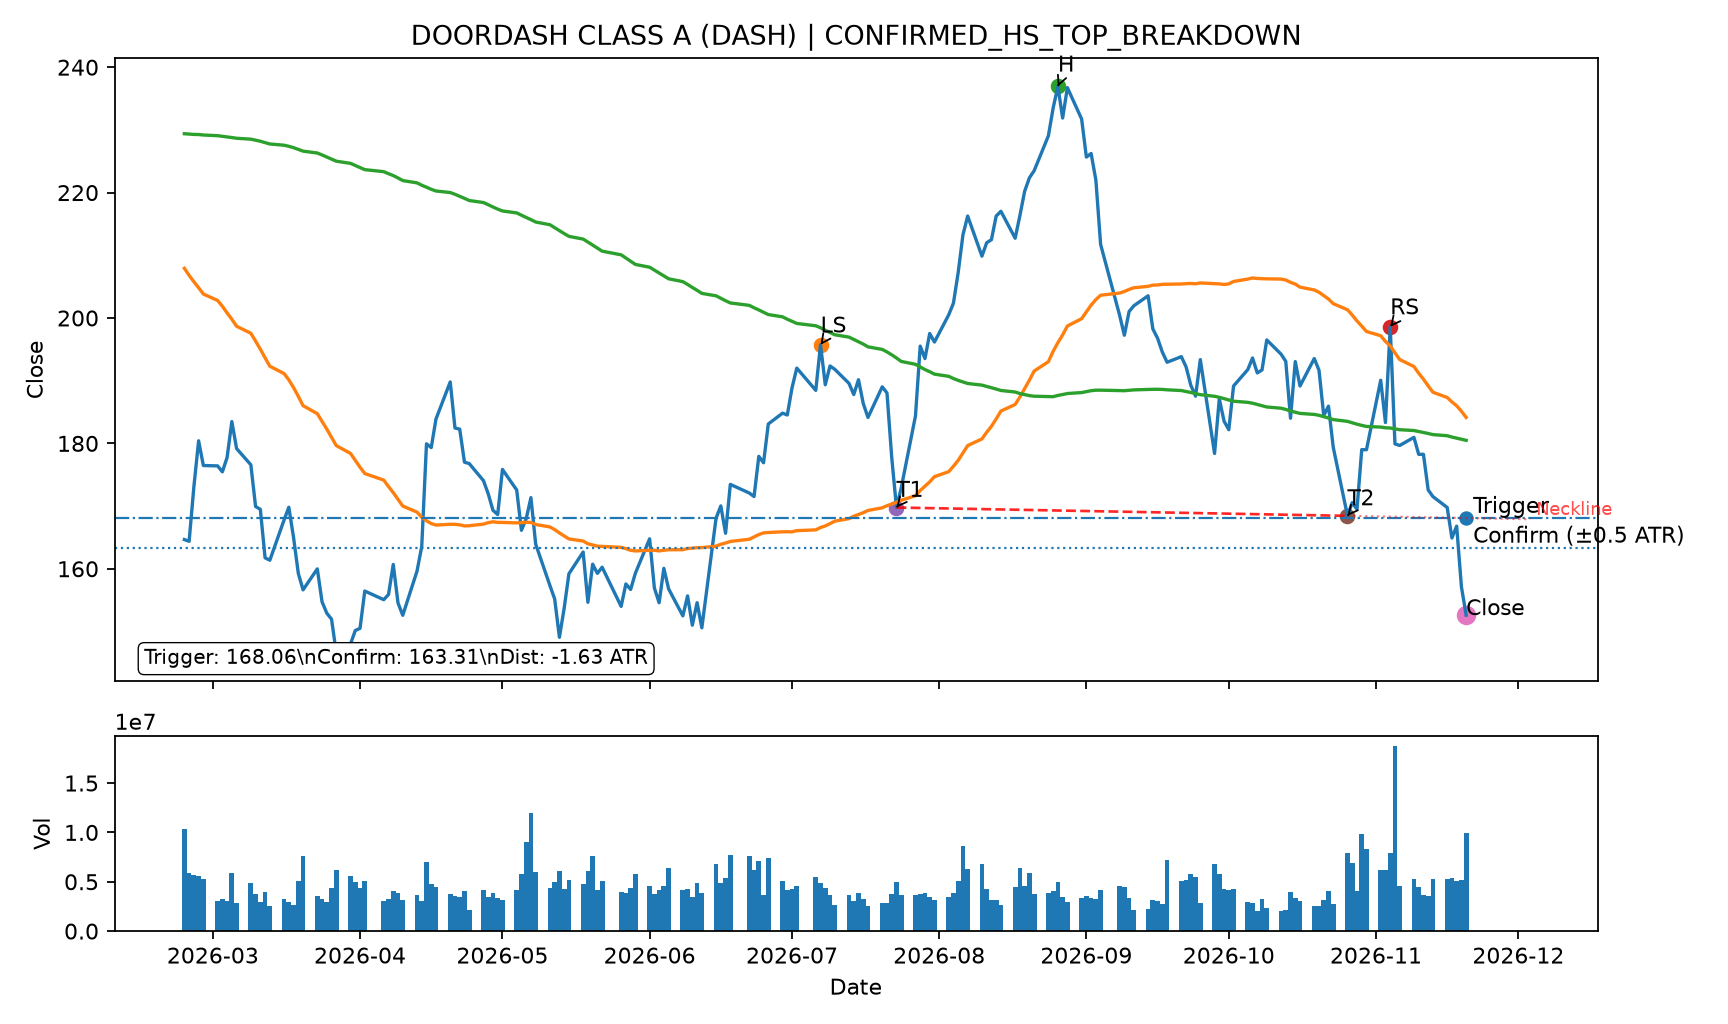 DOORDASH CLASS A (DASH) | CONFIRMED_HS_TOP_BREAKDOWN
240
220
200
180
160
Close
H
LS
RS
T1
T2
Trigger
Neckline
Confirm (±0.5 ATR)
Close
Trigger: 168.06\nConfirm: 163.31\nDist: -1.63 ATR
1e7
1.5
1.0
0.5
0.0
Vol
2026-03 2026-04 2026-05 2026-06 2026-07 2026-08 2026-09 2026-10 2026-11 2026-12
Date